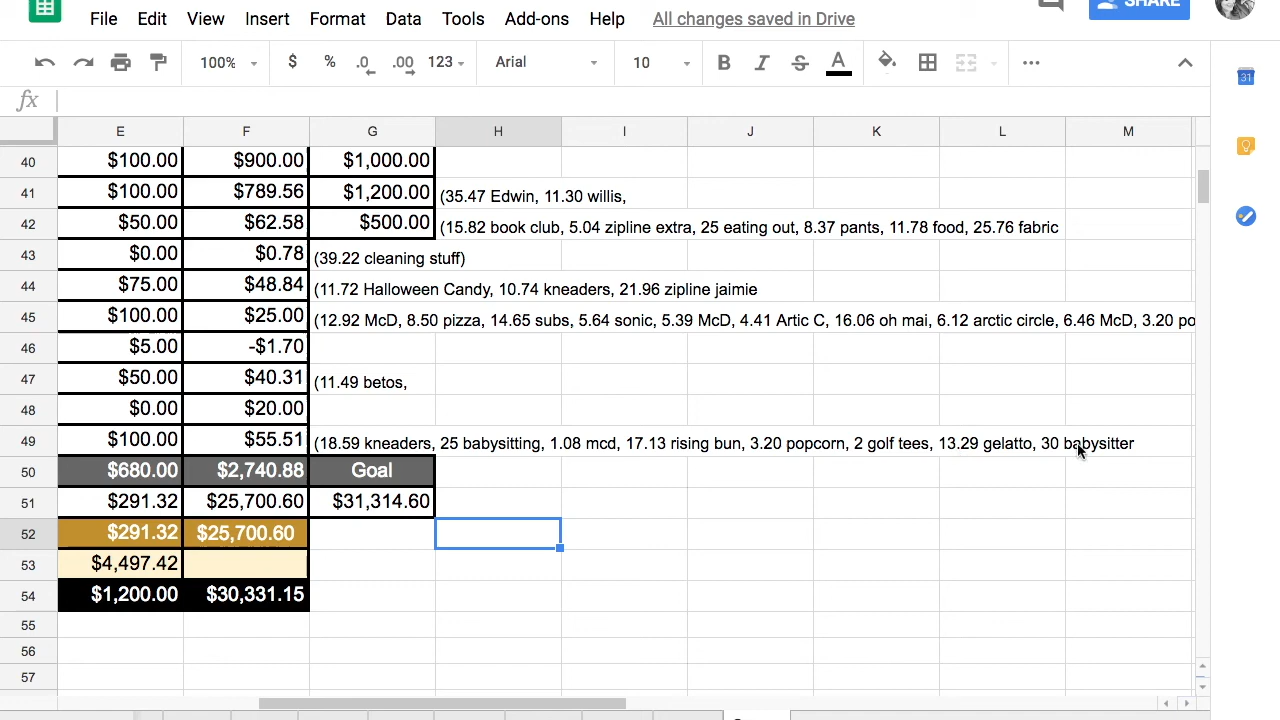 SHARE
File Edit View Insert Format Data Tools Add-ons Help All changes saved in Drive
100% $ % .0 .00 123 Arial 10 B I S A
31
fx
E F G H I J K L M
40 $100.00 $900.00 $1,000.00
41 $100.00 $789.56 $1,200.00 (35.47 Edwin, 11.30 willis,
42 $50.00 $62.58 $500.00 (15.82 book club, 5.04 zipline extra, 25 eating out, 8.37 pants, 11.78 food, 25.76 fabric
43 $0.00 $0.78 (39.22 cleaning stuff)
44 $75.00 $48.84 (11.72 Halloween Candy, 10.74 kneaders, 21.96 zipline jaimie
45 $100.00 $25.00 (12.92 McD, 8.50 pizza, 14.65 subs, 5.64 sonic, 5.39 McD, 4.41 Artic C, 16.06 oh mai, 6.12 arctic circle, 6.46 McD, 3.20 po
46 $5.00 -$1.70
47 $50.00 $40.31 (11.49 betos,
48 $0.00 $20.00
49 $100.00 $55.51 (18.59 kneaders, 25 babysitting, 1.08 mcd, 17.13 rising bun, 3.20 popcorn, 2 golf tees, 13.29 gelatto, 30 babysitter
50 $680.00 $2,740.88 Goal
51 $291.32 $25,700.60 $31,314.60
52 $291.32 $25,700.60
53 $4,497.42
54 $1,200.00 $30,331.15
55
56
57